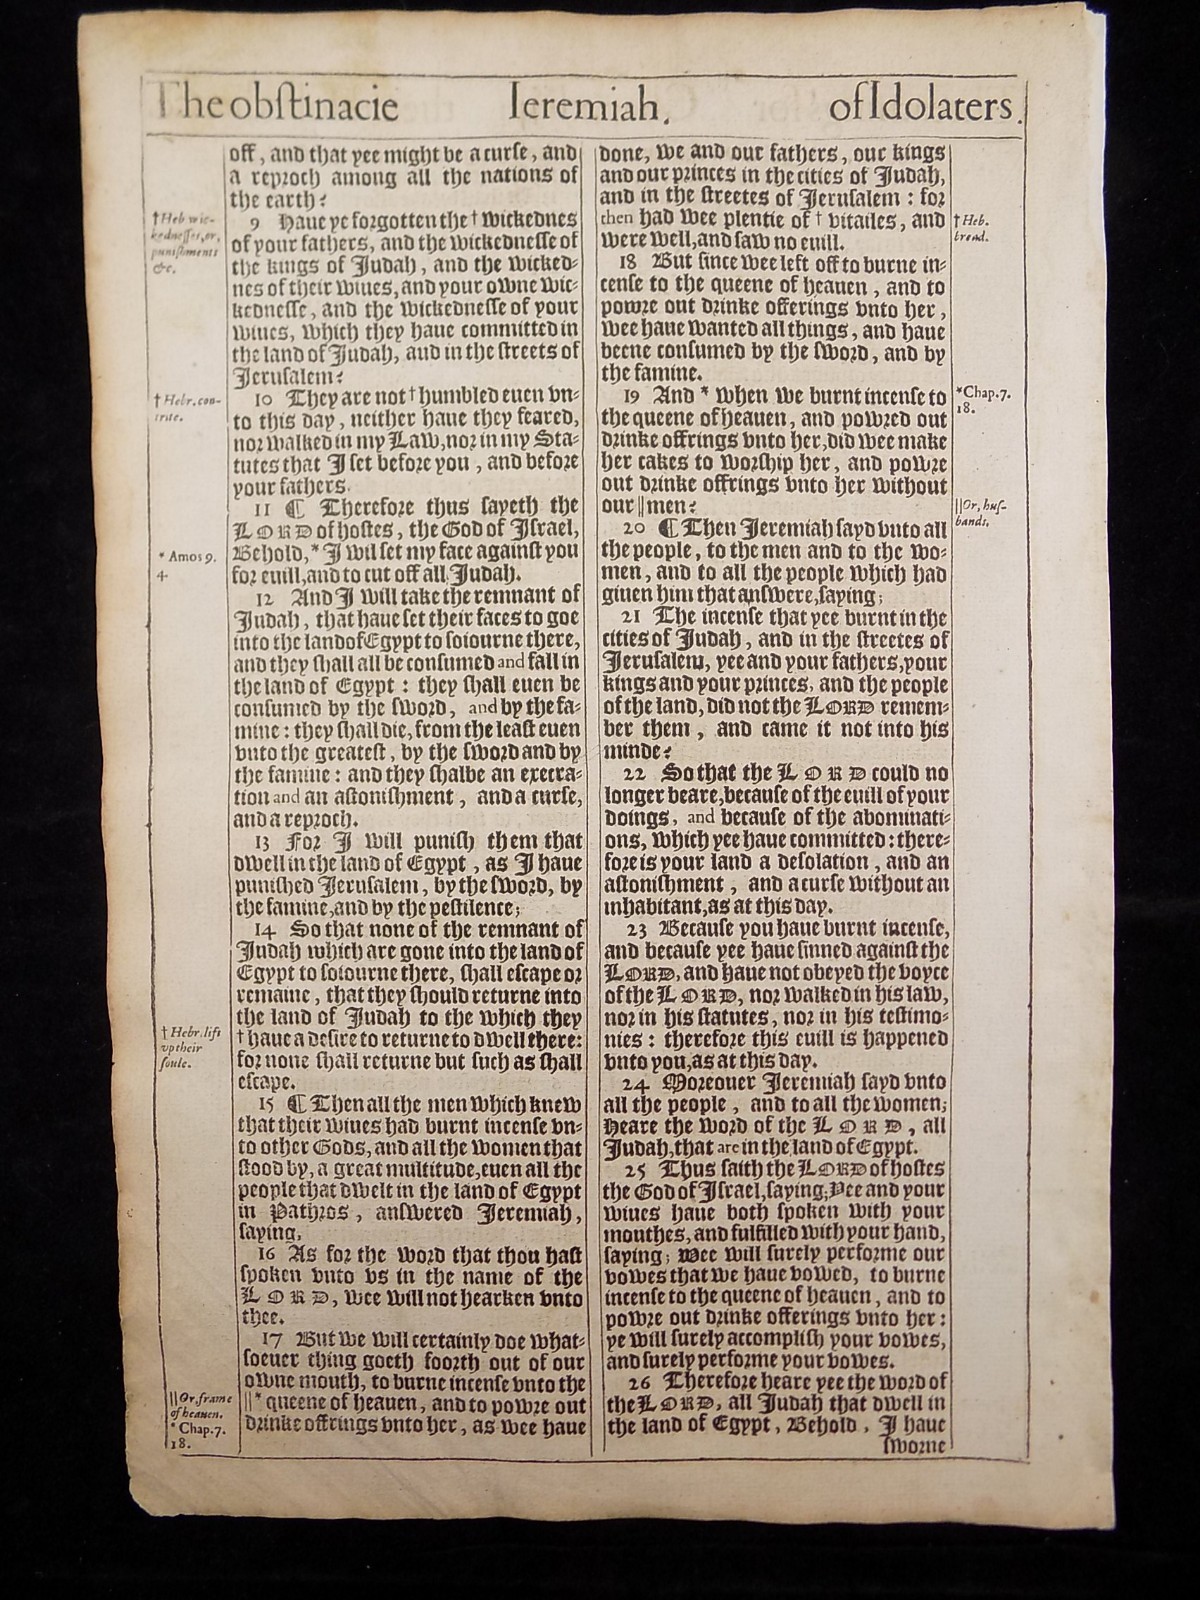 The obstinacie Ieremiah. of Idolaters.
off, and that yee might be a curse, and
a reproch among all the nations of
the earth?
9 Haue ye forgotten the † wickednes
of your fathers, and the wickednesse of
the kings of Judah, and the wicked-
nes of their wiues, and your owne wic-
kednesse, and the wickednesse of your
wiues, which they haue committed in
the land of Judah, and in the streets of
Jerusalem?
10 They are not † humbled euen vn-
to this day, neither haue they feared,
nor walked in my Law, nor in my Sta-
tutes that I set before you, and before
your fathers.
11 ¶ Therefore thus sayeth the
LORD of hostes, the God of Israel,
Behold, * I wil set my face against you
for euill, and to cut off all Judah.
12 And I will take the remnant of
Judah, that haue set their faces to goe
into the land of Egypt to soiourne there,
and they shall all be consumed and fall in
the land of Egypt : they shall euen be
consumed by the sword, and by the fa-
mine : they shall die, from the least euen
vnto the greatest, by the sword and by
the famine : and they shalbe an execra-
tion and an astonishment, and a curse,
and a reproch.
13 For I will punish them that
dwell in the land of Egypt, as I haue
punished Jerusalem, by the sword, by
the famine, and by the pestilence;
14 So that none of the remnant of
Judah which are gone into the land of
Egypt to soiourne there, shall escape or
remaine, that they should returne into
the land of Judah to the which they
† haue a desire to returne to dwell there:
for none shall returne but such as shall
escape.
15 ¶ Then all the men which knew
that their wiues had burnt incense vn-
to other Gods, and all the women that
stood by, a great multitude, euen all the
people that dwelt in the land of Egypt
in Pathros, answered Jeremiah,
saying,
16 As for the word that thou hast
spoken vnto vs in the name of the
LORD, wee will not hearken vnto
thee.
17 But we will certainly doe what-
soeuer thing goeth foorth out of our
owne mouth, to burne incense vnto the
||* queene of heauen, and to powre out
drinke offrings vnto her, as wee haue
† Heb wic-
kednesses, or,
punishments
&c.
† Hebr. con-
trite.
* Amos 9.
4
† Hebr. lift
vp their
soule.
|| Or, frame
of heauen.
* Chap. 7.
18.
done, we and our fathers, our kings
and our princes in the cities of Judah,
and in the streetes of Jerusalem : for
then had wee plentie of † vitailes, and
were well, and saw no euill.
18 But since wee left off to burne in-
cense to the queene of heauen, and to
powre out drinke offerings vnto her,
wee haue wanted all things, and haue
beene consumed by the sword, and by
the famine.
19 And * when we burnt incense to
the queene of heauen, and powred out
drinke offrings vnto her, did wee make
her cakes to worship her, and powre
out drinke offrings vnto her without
our || men?
20 ¶ Then Jeremiah sayd vnto all
the people, to the men and to the wo-
men, and to all the people which had
giuen him that answere, saying;
21 The incense that yee burnt in the
cities of Judah, and in the streetes of
Jerusalem, yee and your fathers, your
kings and your princes, and the people
of the land, did not the LORD remem-
ber them, and came it not into his
minde?
22 So that the LORD could no
longer beare, because of the euill of your
doings, and because of the abominati-
ons, which yee haue committed : there-
fore is your land a desolation, and an
astonishment, and a curse without an
inhabitant, as at this day.
23 Because you haue burnt incense,
and because yee haue sinned against the
LORD, and haue not obeyed the voyce
of the LORD, nor walked in his law,
nor in his statutes, nor in his testimo-
nies : therefore this euill is happened
vnto you, as at this day.
24 Moreouer Jeremiah sayd vnto
all the people, and to all the women;
Heare the word of the LORD, all
Judah, that are in the land of Egypt.
25 Thus saith the LORD of hostes
the God of Israel, saying; Yee and your
wiues haue both spoken with your
mouthes, and fulfilled with your hand,
saying; Wee will surely performe our
vowes that we haue vowed, to burne
incense to the queene of heauen, and to
powre out drinke offerings vnto her :
ye will surely accomplish your vowes,
and surely performe your vowes.
26 Therefore heare yee the word of
the LORD, all Judah that dwell in
the land of Egypt, Behold, I haue
sworne
† Heb.
bread.
* Chap. 7.
18.
|| Or, hus-
bands.